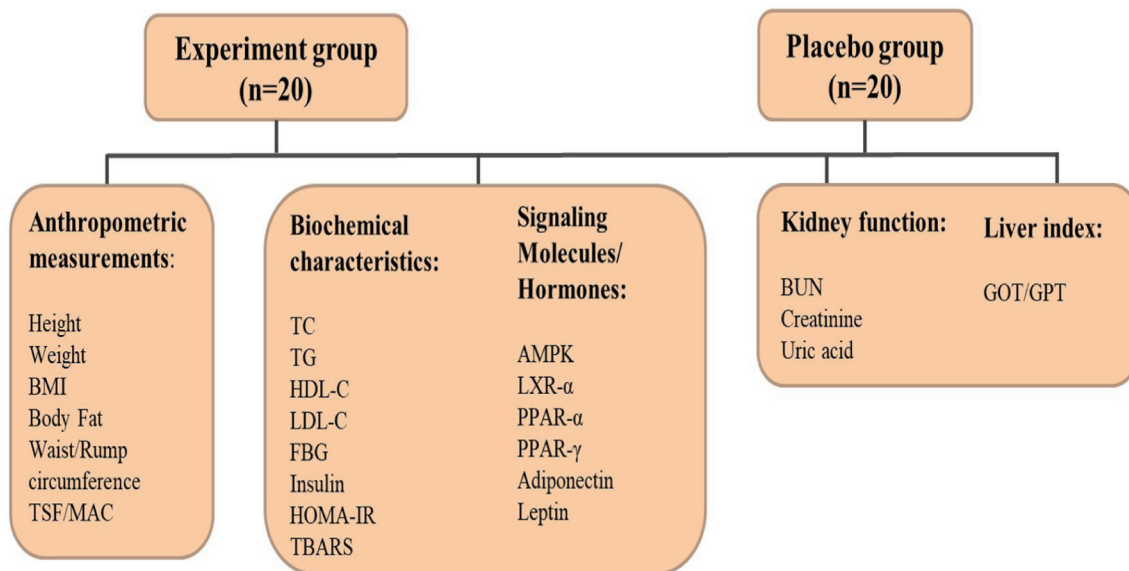 Experiment group
(n=20)
Placebo group
(n=20)
Anthropometric
measurements:
Height
Weight
BMI
Body Fat
Waist/Rump
circumference
TSF/MAC
Biochemical
characteristics:
TC
TG
HDL-C
LDL-C
FBG
Insulin
HOMA-IR
TBARS
Signaling
Molecules/
Hormones:
AMPK
LXR-α
PPAR-α
PPAR-γ
Adiponectin
Leptin
Kidney function:
BUN
Creatinine
Uric acid
Liver index:
GOT/GPT